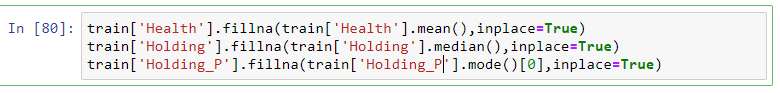 In [80]: train['Health'].fillna(train['Health'].mean(),inplace=True)
train['Holding'].fillna(train['Holding'].median(),inplace=True)
train['Holding_P'].fillna(train['Holding_P'].mode()[0],inplace=True)